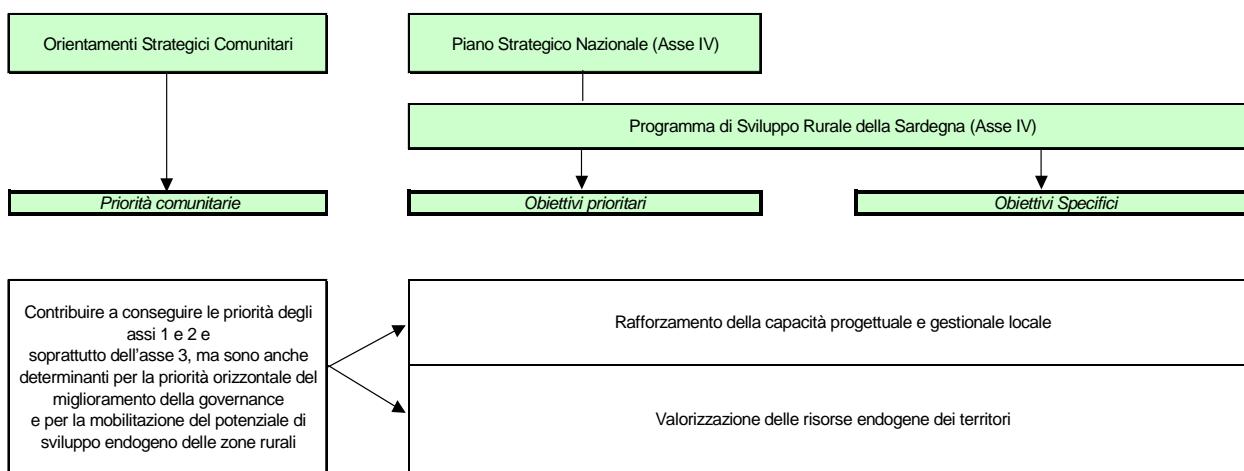 Orientamenti Strategici Comunitari
Piano Strategico Nazionale (Asse IV)
Programma di Sviluppo Rurale della Sardegna (Asse IV)
Priorità comunitarie
Obiettivi prioritari
Obiettivi Specifici
Contribuire a conseguire le priorità degli
assi 1 e 2 e
soprattutto dell'asse 3, ma sono anche
determinanti per la priorità orizzontale del
miglioramento della governance
e per la mobilitazione del potenziale di
sviluppo endogeno delle zone rurali
Rafforzamento della capacità progettuale e gestionale locale
Valorizzazione delle risorse endogene dei territori